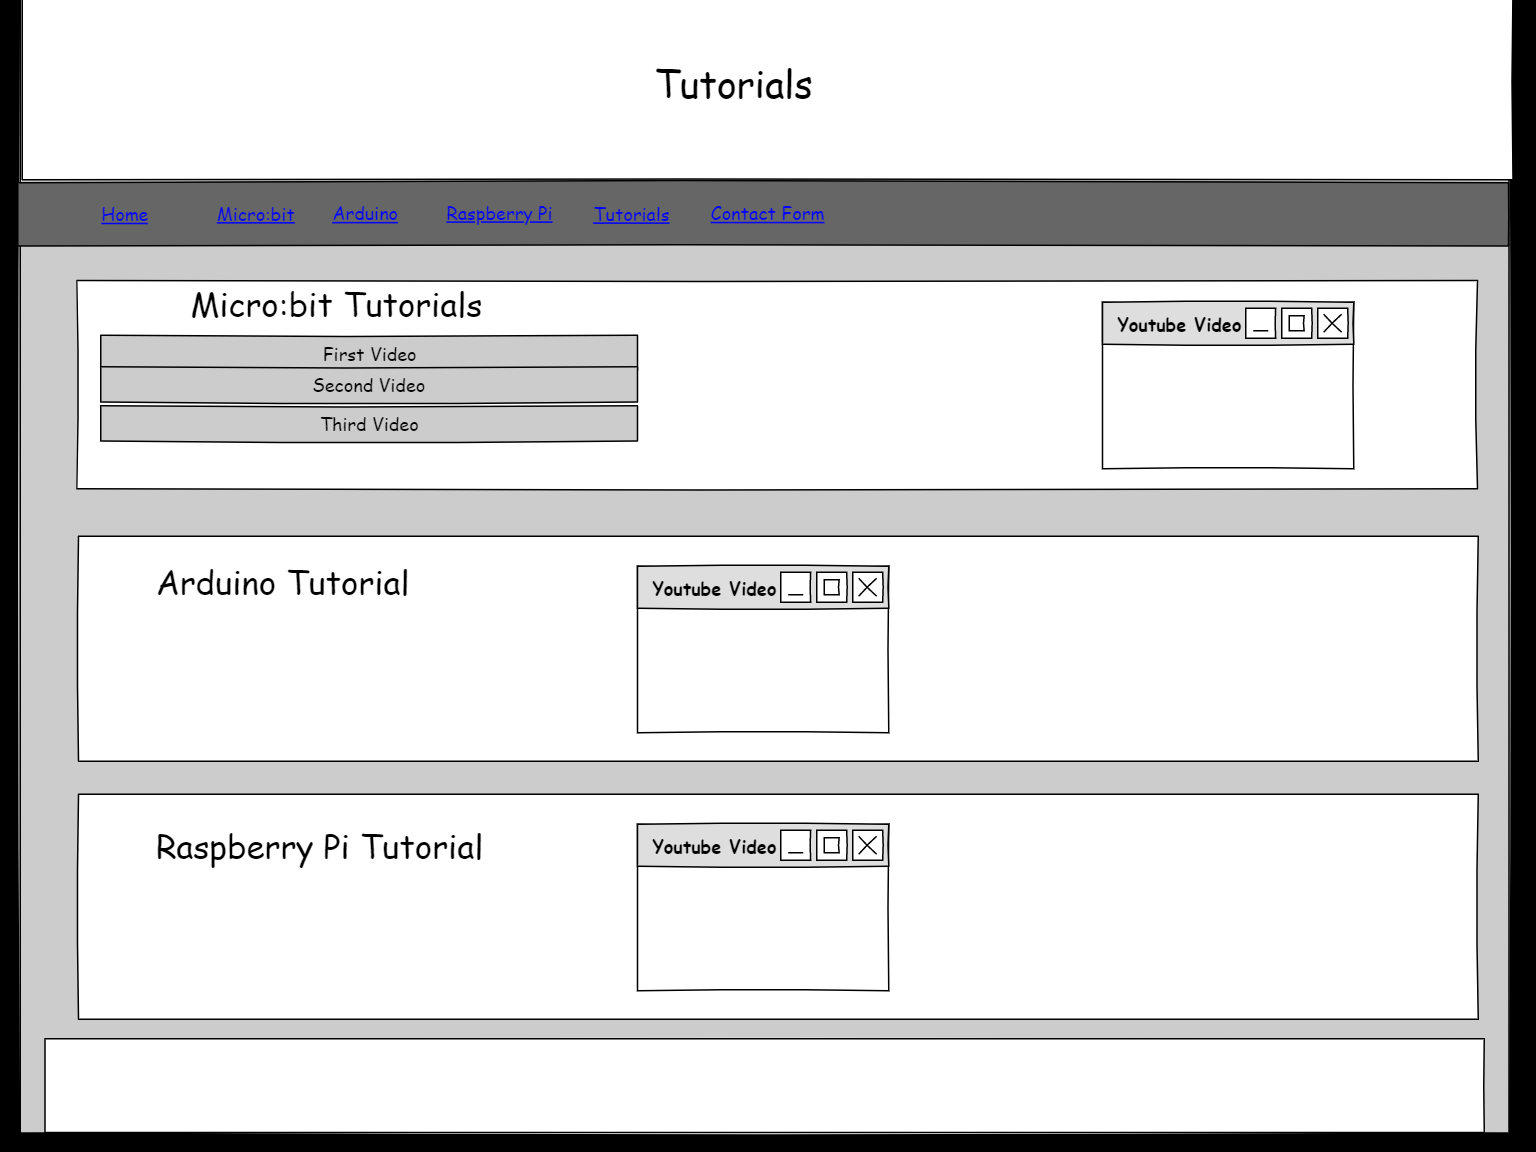 Tutorials
Home Micro:bit Arduino Raspberry Pi Tutorials Contact Form
Micro:bit Tutorials
First Video
Second Video
Third Video
Youtube Video
Arduino Tutorial
Youtube Video
Raspberry Pi Tutorial
Youtube Video